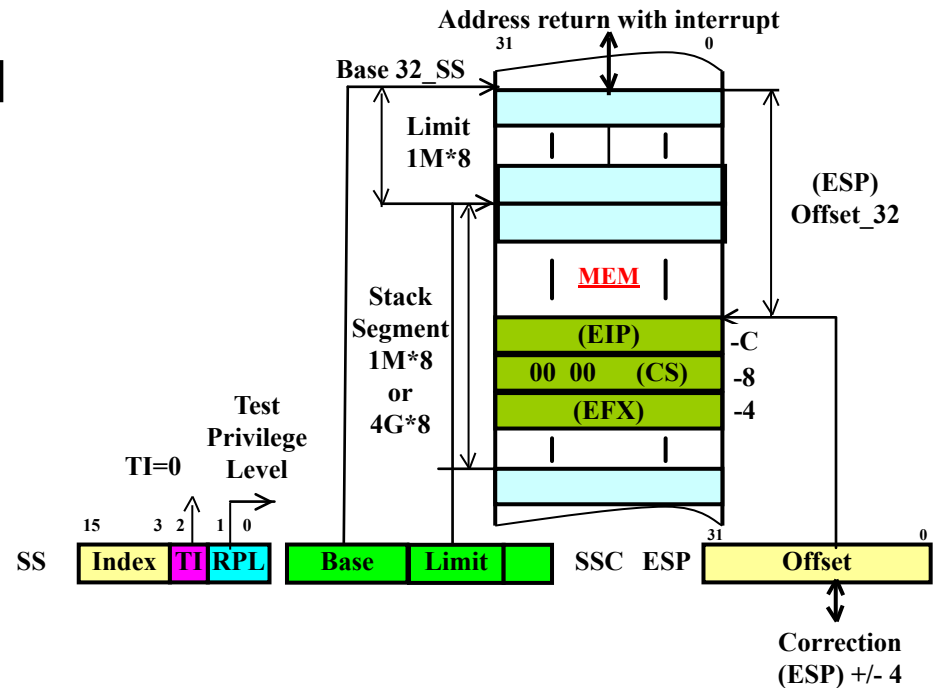 Address return with interrupt
31 0
Base 32_SS
Limit
1M*8
(ESP)
Offset_32
MEM
Stack
Segment
1M*8
or
4G*8
(EIP) -C
00 00 (CS) -8
(EFX) -4
Test
Privilege
Level
TI=0
15 3 2 1 0
SS Index TI RPL
Base Limit SSC
31 0
ESP Offset
Correction
(ESP) +/- 4